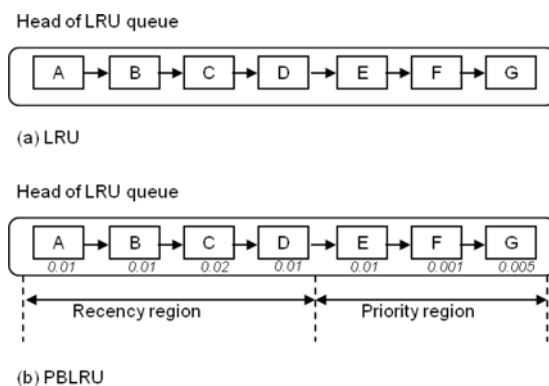 Head of LRU queue
A B C D E F G
(a) LRU
Head of LRU queue
A B C D E F G
0.01 0.01 0.02 0.01 0.01 0.001 0.005
Recency region Priority region
(b) PBLRU